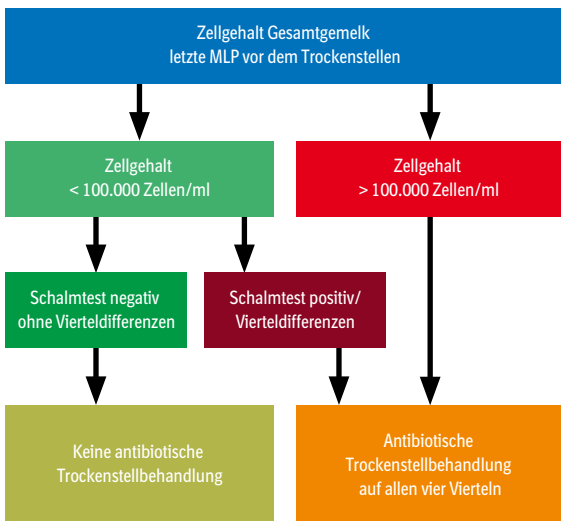 Zellgehalt Gesamtgemelk
letzte MLP vor dem Trockenstellen
Zellgehalt
< 100.000 Zellen/ml
Zellgehalt
> 100.000 Zellen/ml
Schalmtest negativ
ohne Vierteldifferenzen
Schalmtest positiv/
Vierteldifferenzen
Keine antibiotische
Trockenstellbehandlung
Antibiotische
Trockenstellbehandlung
auf allen vier Vierteln